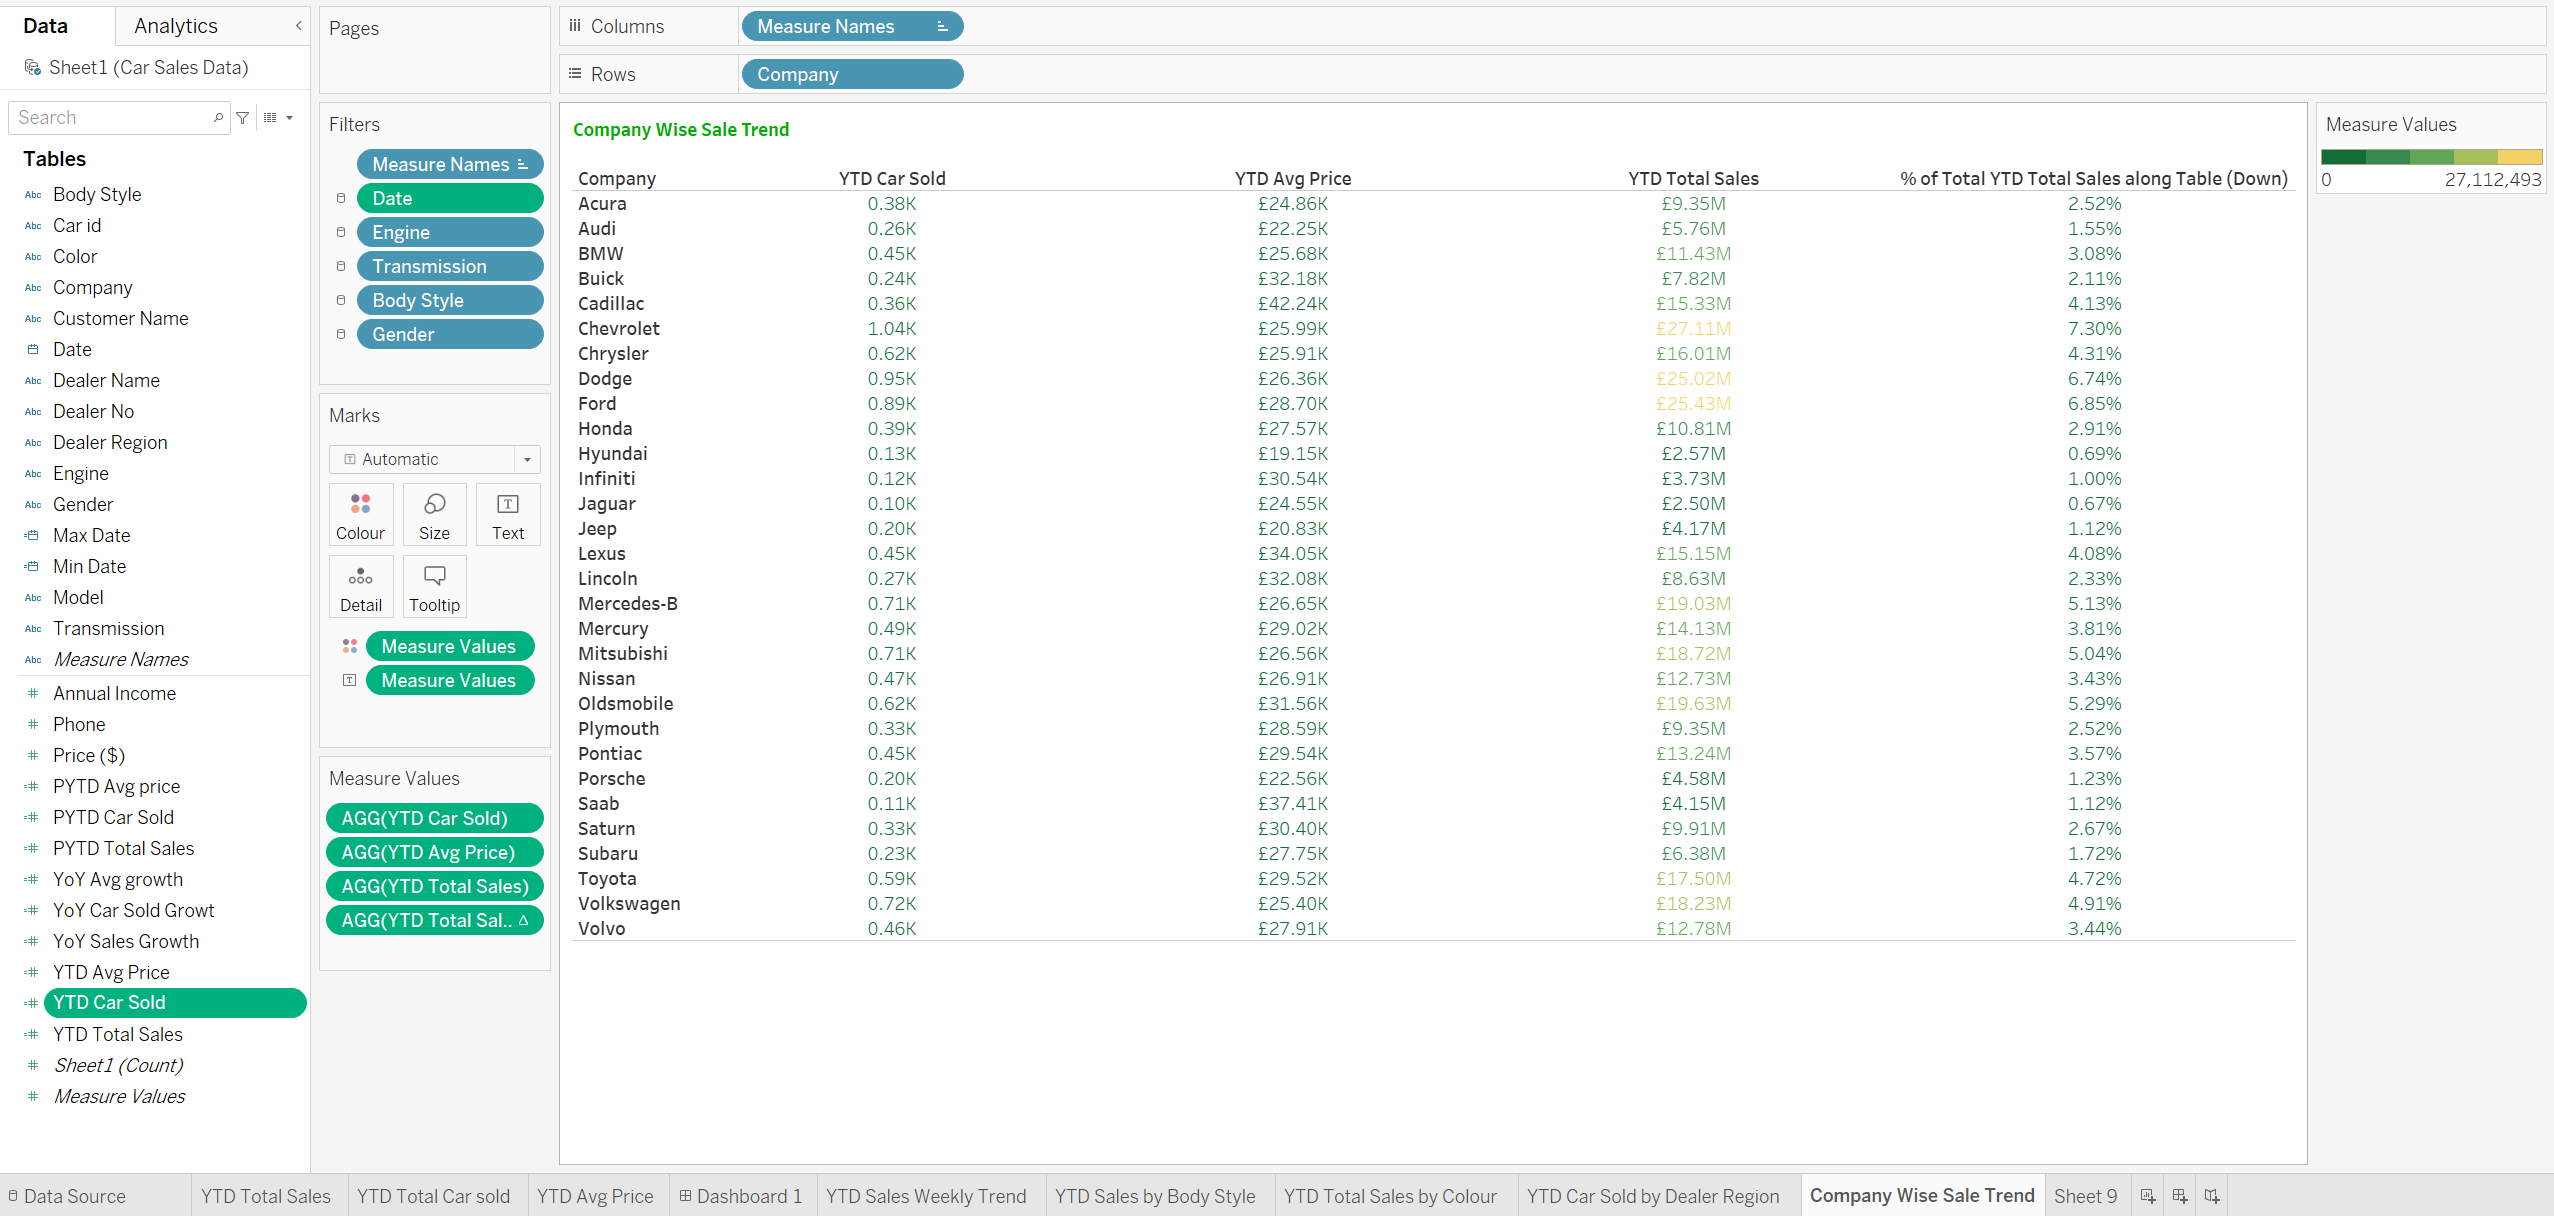 Data
Analytics
Sheet1 (Car Sales Data)
Search
Tables
Abc Body Style
Abc Car id
Abc Color
Abc Company
Abc Customer Name
Date
Abc Dealer Name
Abc Dealer No
Abc Dealer Region
Abc Engine
Abc Gender
Max Date
Min Date
Abc Model
Abc Transmission
Abc Measure Names
# Annual Income
# Phone
# Price ($)
=# PYTD Avg price
=# PYTD Car Sold
=# PYTD Total Sales
=# YoY Avg growth
=# YoY Car Sold Growt
=# YoY Sales Growth
=# YTD Avg Price
=# YTD Car Sold
=# YTD Total Sales
# Sheet1 (Count)
# Measure Values
Pages
Filters
Measure Names
Date
Engine
Transmission
Body Style
Gender
Marks
Automatic
Colour Size Text
Detail Tooltip
Measure Values
Measure Values
Measure Values
AGG(YTD Car Sold)
AGG(YTD Avg Price)
AGG(YTD Total Sales)
AGG(YTD Total Sal.. Δ
Columns Measure Names
Rows Company
Company Wise Sale Trend
Company YTD Car Sold YTD Avg Price YTD Total Sales % of Total YTD Total Sales along Table (Down)
Acura 0.38K £24.86K £9.35M 2.52%
Audi 0.26K £22.25K £5.76M 1.55%
BMW 0.45K £25.68K £11.43M 3.08%
Buick 0.24K £32.18K £7.82M 2.11%
Cadillac 0.36K £42.24K £15.33M 4.13%
Chevrolet 1.04K £25.99K £27.11M 7.30%
Chrysler 0.62K £25.91K £16.01M 4.31%
Dodge 0.95K £26.36K £25.02M 6.74%
Ford 0.89K £28.70K £25.43M 6.85%
Honda 0.39K £27.57K £10.81M 2.91%
Hyundai 0.13K £19.15K £2.57M 0.69%
Infiniti 0.12K £30.54K £3.73M 1.00%
Jaguar 0.10K £24.55K £2.50M 0.67%
Jeep 0.20K £20.83K £4.17M 1.12%
Lexus 0.45K £34.05K £15.15M 4.08%
Lincoln 0.27K £32.08K £8.63M 2.33%
Mercedes-B 0.71K £26.65K £19.03M 5.13%
Mercury 0.49K £29.02K £14.13M 3.81%
Mitsubishi 0.71K £26.56K £18.72M 5.04%
Nissan 0.47K £26.91K £12.73M 3.43%
Oldsmobile 0.62K £31.56K £19.63M 5.29%
Plymouth 0.33K £28.59K £9.35M 2.52%
Pontiac 0.45K £29.54K £13.24M 3.57%
Porsche 0.20K £22.56K £4.58M 1.23%
Saab 0.11K £37.41K £4.15M 1.12%
Saturn 0.33K £30.40K £9.91M 2.67%
Subaru 0.23K £27.75K £6.38M 1.72%
Toyota 0.59K £29.52K £17.50M 4.72%
Volkswagen 0.72K £25.40K £18.23M 4.91%
Volvo 0.46K £27.91K £12.78M 3.44%
Measure Values
0 27,112,493
Data Source YTD Total Sales YTD Total Car sold YTD Avg Price Dashboard 1 YTD Sales Weekly Trend YTD Sales by Body Style YTD Total Sales by Colour YTD Car Sold by Dealer Region Company Wise Sale Trend Sheet 9